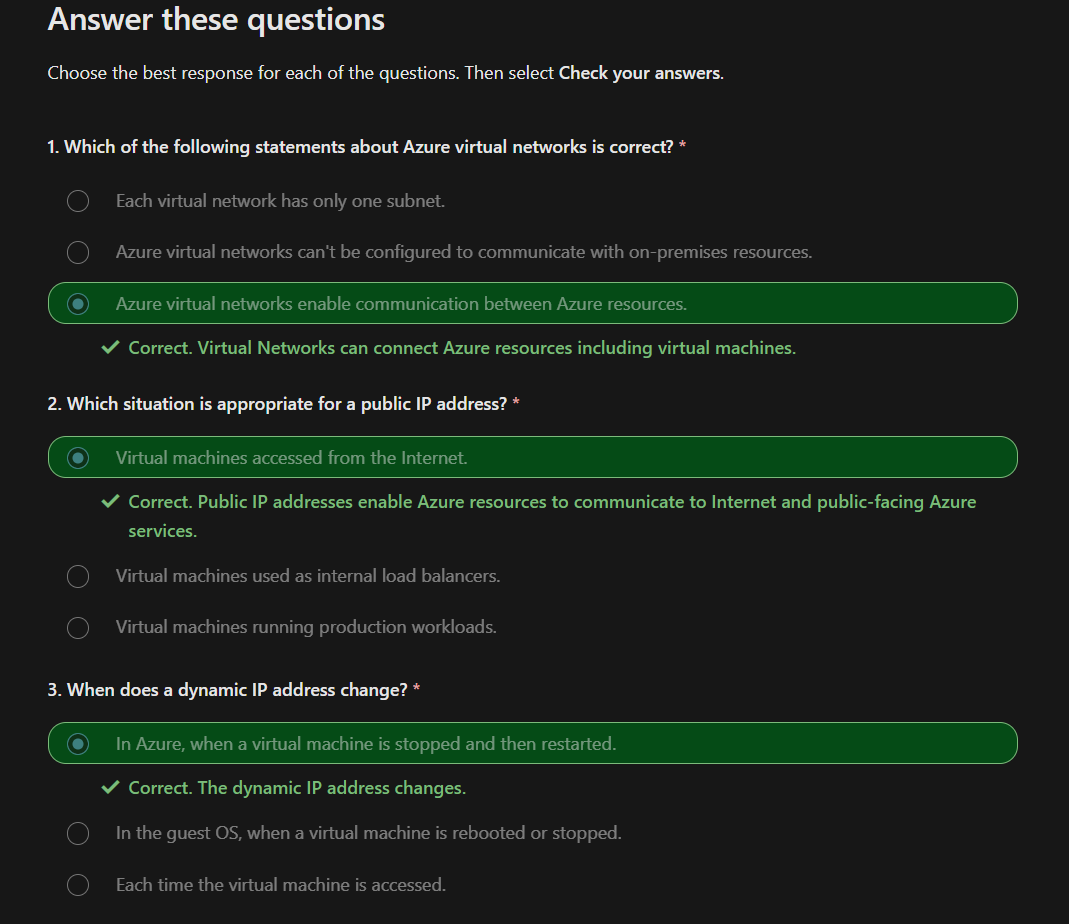 Answer these questions
Choose the best response for each of the questions. Then select Check your answers.
1. Which of the following statements about Azure virtual networks is correct? *
Each virtual network has only one subnet.
Azure virtual networks can't be configured to communicate with on-premises resources.
Azure virtual networks enable communication between Azure resources.
Correct. Virtual Networks can connect Azure resources including virtual machines.
2. Which situation is appropriate for a public IP address? *
Virtual machines accessed from the Internet.
Correct. Public IP addresses enable Azure resources to communicate to Internet and public-facing Azure
services.
Virtual machines used as internal load balancers.
Virtual machines running production workloads.
3. When does a dynamic IP address change? *
In Azure, when a virtual machine is stopped and then restarted.
Correct. The dynamic IP address changes.
In the guest OS, when a virtual machine is rebooted or stopped.
Each time the virtual machine is accessed.